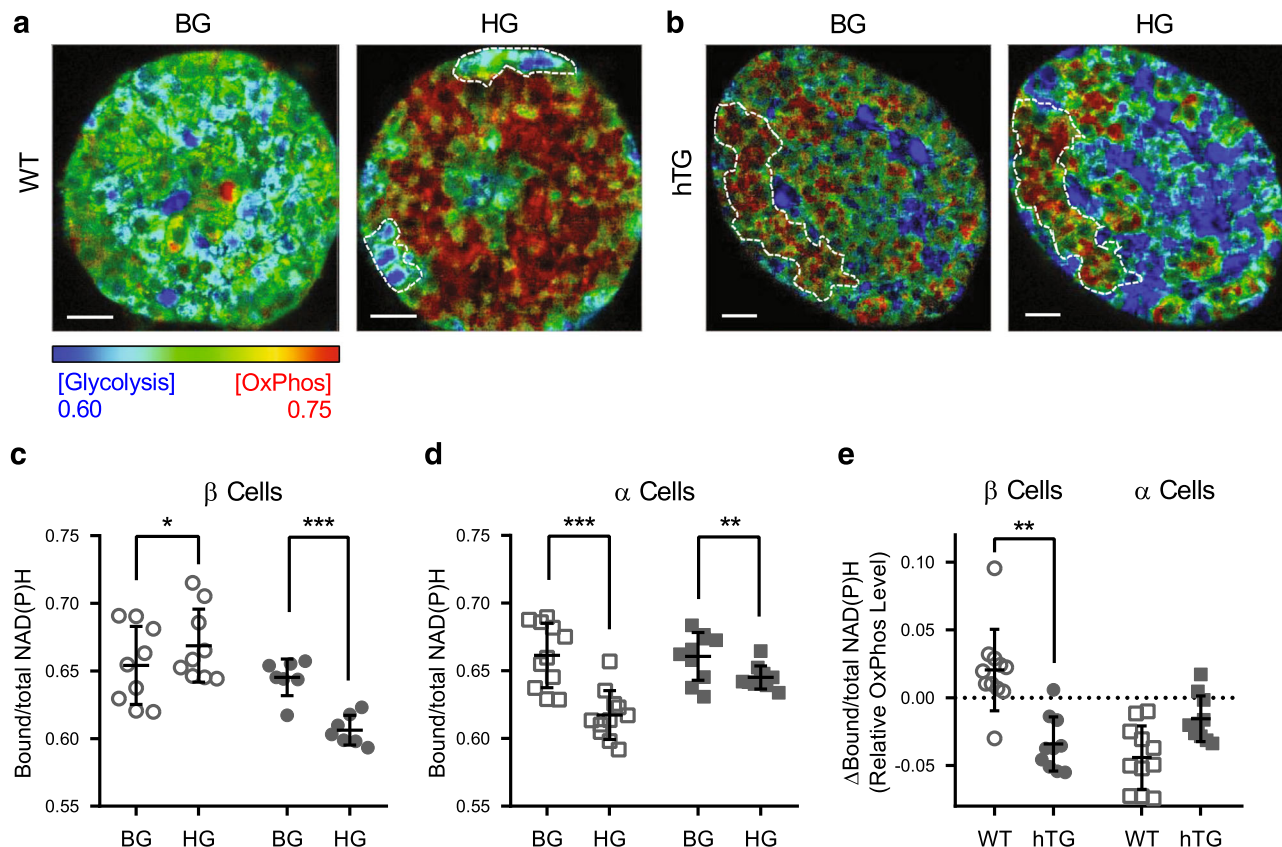 a
BG
HG
WT
b
BG
HG
hTG
[Glycolysis] [OxPhos]
0.60 0.75
c
β Cells
* ***
Bound/total NAD(P)H
0.75
0.70
0.65
0.60
0.55
BG HG BG HG
d
α Cells
*** **
Bound/total NAD(P)H
0.75
0.70
0.65
0.60
0.55
BG HG BG HG
e
β Cells α Cells
**
ΔBound/total NAD(P)H
(Relative OxPhos Level)
0.10
0.05
0.00
-0.05
WT hTG WT hTG